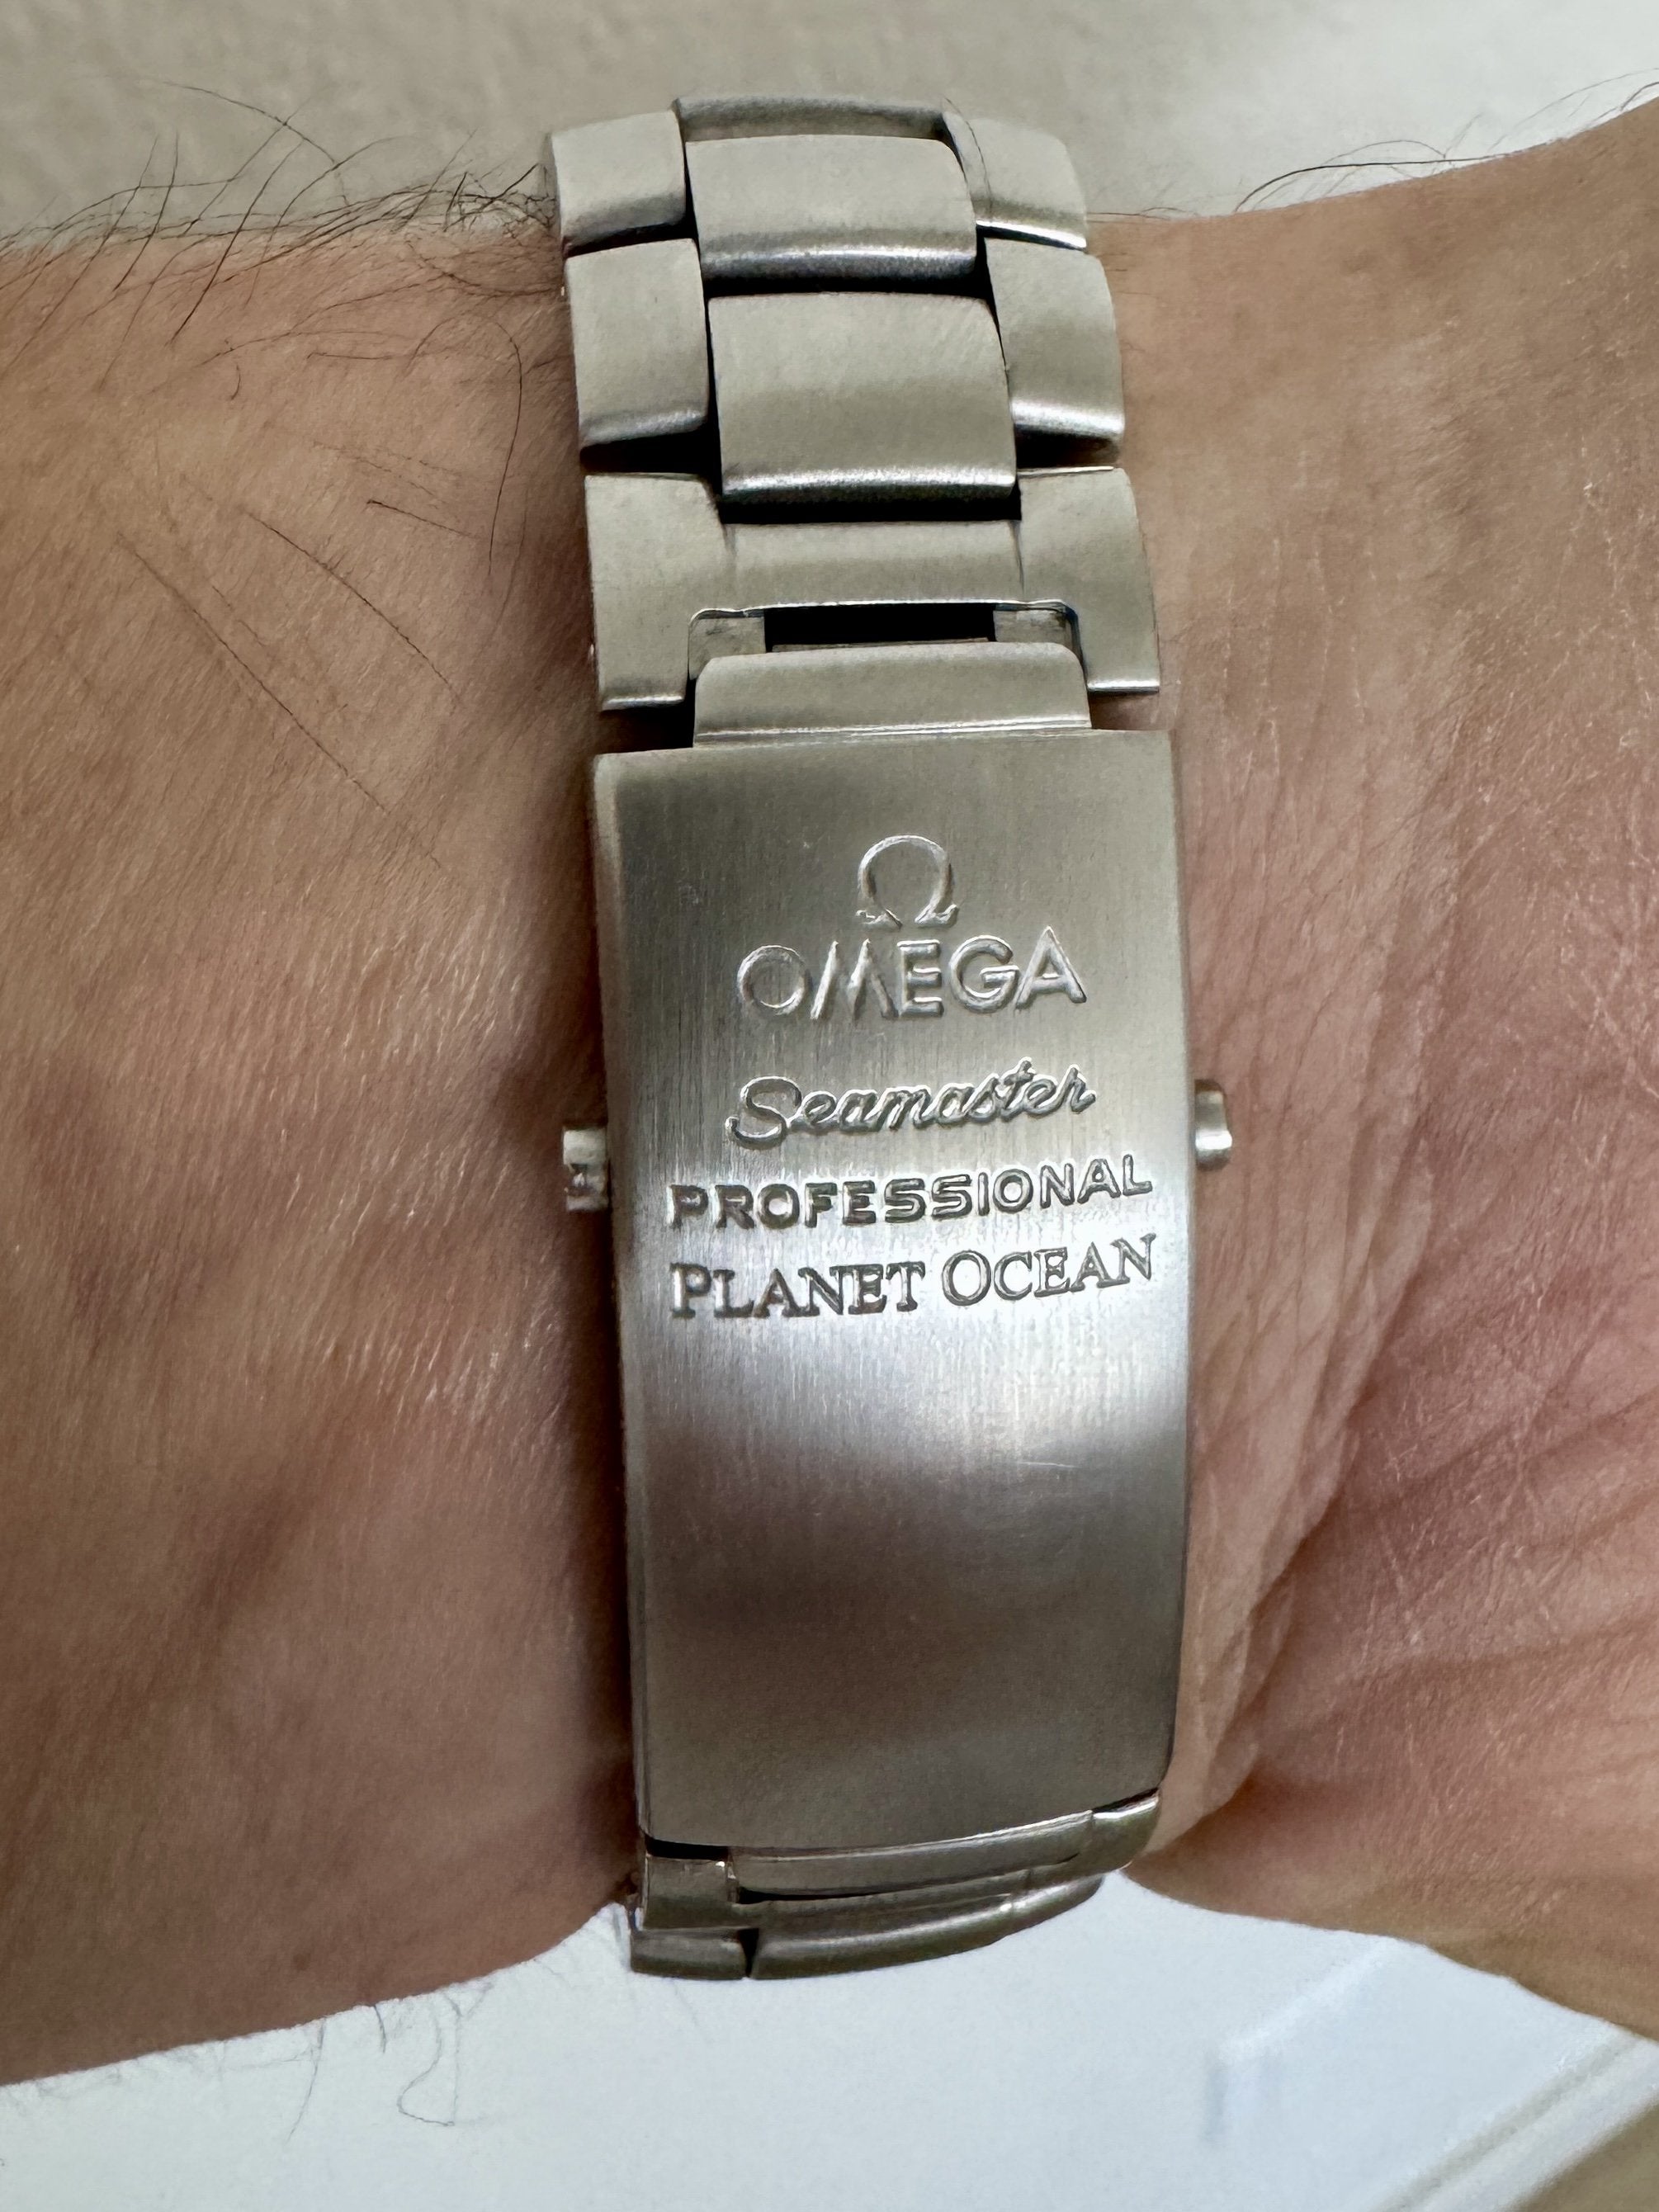 Ω
OMEGA
Seamaster
PROFESSIONAL
PLANET OCEAN